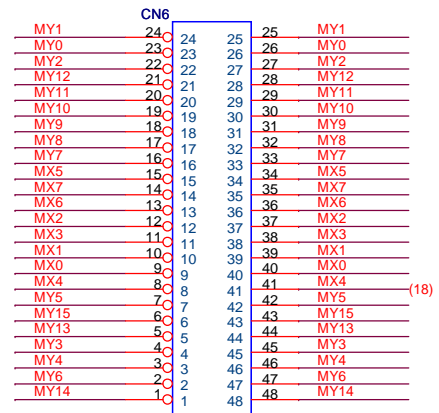 CN6
MY1 24 24 25 25 MY1
MY0 23 23 26 26 MY0
MY2 22 22 27 27 MY2
MY12 21 21 28 28 MY12
MY11 20 20 29 29 MY11
MY10 19 19 30 30 MY10
MY9 18 18 31 31 MY9
MY8 17 17 32 32 MY8
MY7 16 16 33 33 MY7
MX5 15 15 34 34 MX5
MX7 14 14 35 35 MX7
MX6 13 13 36 36 MX6
MX2 12 12 37 37 MX2
MX3 11 11 38 38 MX3
MX1 10 10 39 39 MX1
MX0 9 9 40 40 MX0
MX4 8 8 41 41 MX4 (18)
MY5 7 7 42 42 MY5
MY15 6 6 43 43 MY15
MY13 5 5 44 44 MY13
MY3 4 4 45 45 MY3
MY4 3 3 46 46 MY4
MY6 2 2 47 47 MY6
MY14 1 1 48 48 MY14